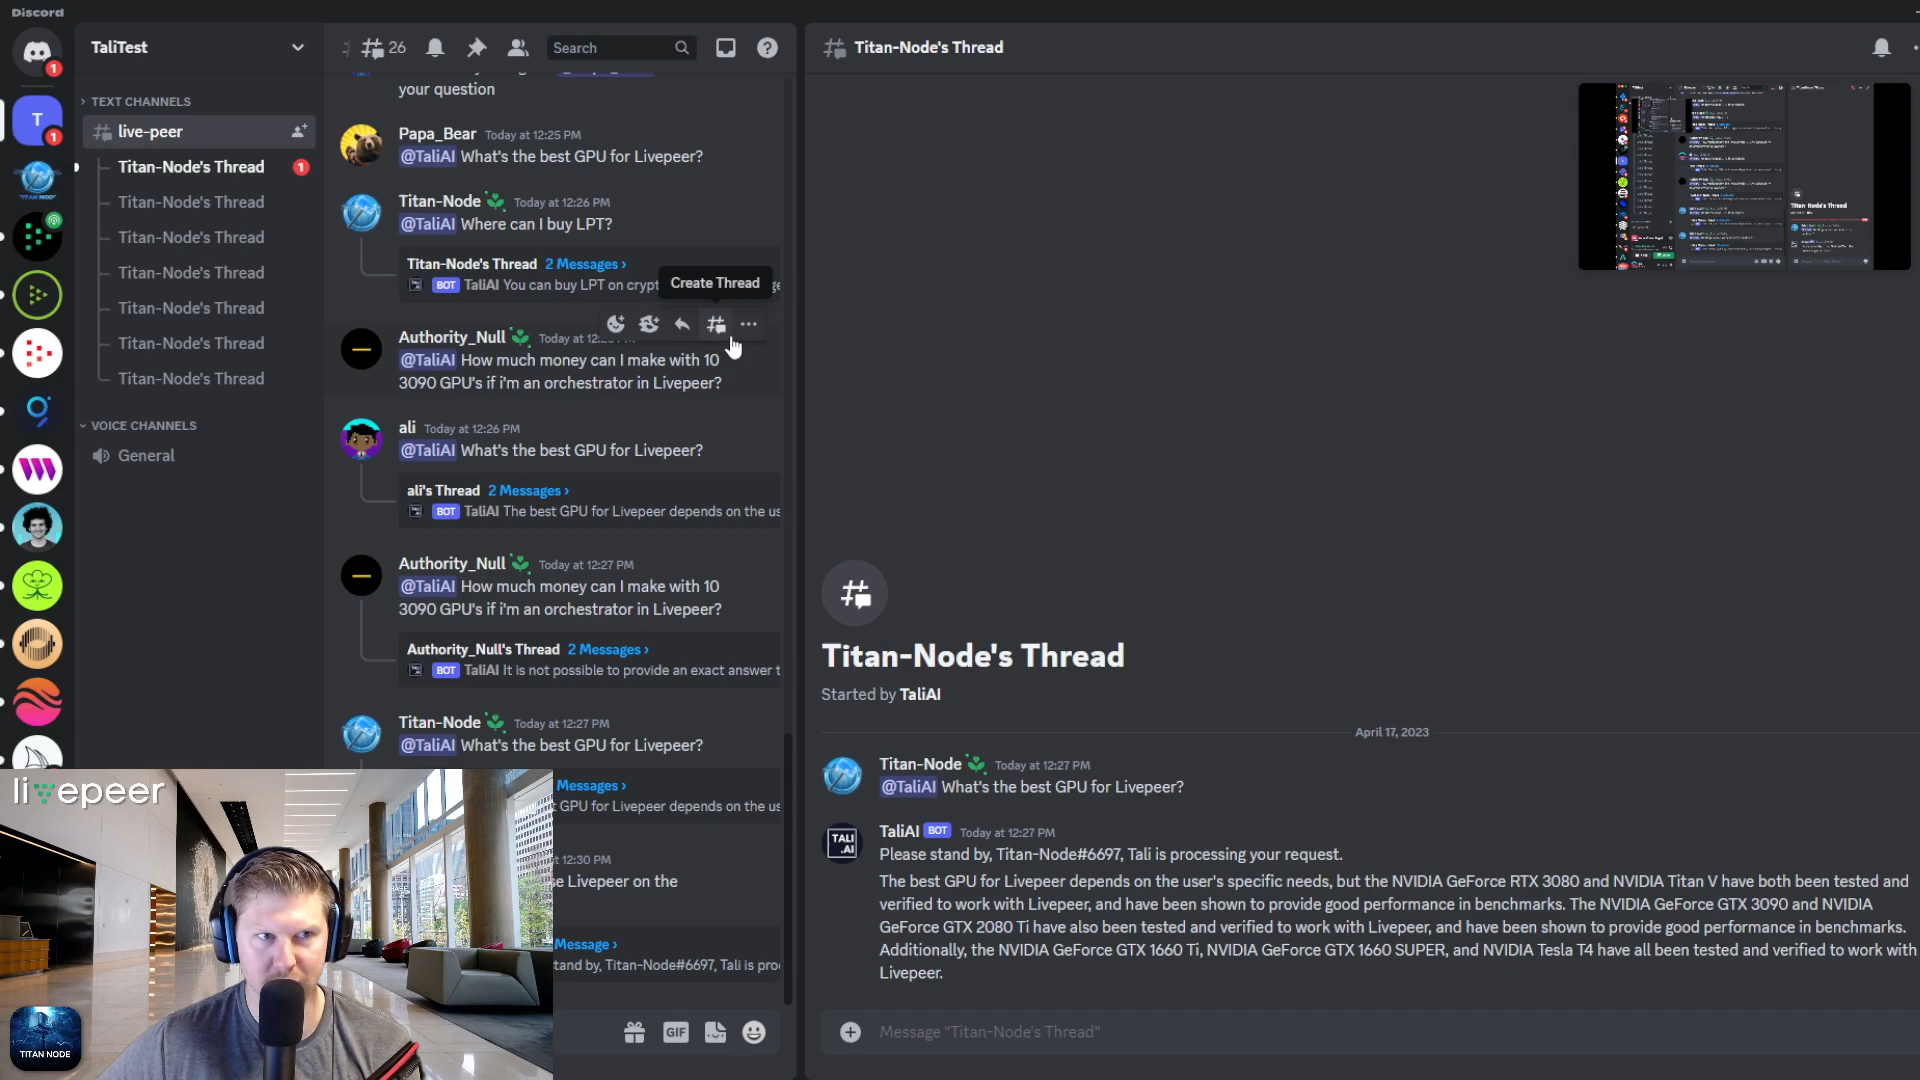 Discord
TaliTest
26
Search
Titan-Node's Thread
TEXT CHANNELS
live-peer
Titan-Node's Thread
1
Titan-Node's Thread
Titan-Node's Thread
Titan-Node's Thread
Titan-Node's Thread
Titan-Node's Thread
Titan-Node's Thread
VOICE CHANNELS
General
1
T
1
TITAN NODE
your question
Papa_Bear Today at 12:25 PM
@TaliAI What's the best GPU for Livepeer?
Titan-Node Today at 12:26 PM
@TaliAI Where can I buy LPT?
Titan-Node's Thread 2 Messages ›
BOT TaliAI You can buy LPT on crypt
Create Thread
Authority_Null Today at 12:2
@TaliAI How much money can I make with 10
3090 GPU's if i'm an orchestrator in Livepeer?
ali Today at 12:26 PM
@TaliAI What's the best GPU for Livepeer?
ali's Thread 2 Messages ›
BOT TaliAI The best GPU for Livepeer depends on the us
Authority_Null Today at 12:27 PM
@TaliAI How much money can I make with 10
3090 GPU's if i'm an orchestrator in Livepeer?
Authority_Null's Thread 2 Messages ›
BOT TaliAI It is not possible to provide an exact answer t
Titan-Node Today at 12:27 PM
@TaliAI What's the best GPU for Livepeer?
Messages ›
GPU for Livepeer depends on the us
t 12:30 PM
se Livepeer on the
Message ›
tand by, Titan-Node#6697, Tali is pro
GIF
livepeer
TITAN NODE
Titan-Node's Thread
Titan-Node's Thread
Started by TaliAI
April 17, 2023
Titan-Node Today at 12:27 PM
@TaliAI What's the best GPU for Livepeer?
TALI
.AI
TaliAI BOT Today at 12:27 PM
Please stand by, Titan-Node#6697, Tali is processing your request.
The best GPU for Livepeer depends on the user's specific needs, but the NVIDIA GeForce RTX 3080 and NVIDIA Titan V have both been tested and
verified to work with Livepeer, and have been shown to provide good performance in benchmarks. The NVIDIA GeForce GTX 3090 and NVIDIA
GeForce GTX 2080 Ti have also been tested and verified to work with Livepeer, and have been shown to provide good performance in benchmarks.
Additionally, the NVIDIA GeForce GTX 1660 Ti, NVIDIA GeForce GTX 1660 SUPER, and NVIDIA Tesla T4 have all been tested and verified to work with
Livepeer.
Message "Titan-Node's Thread"